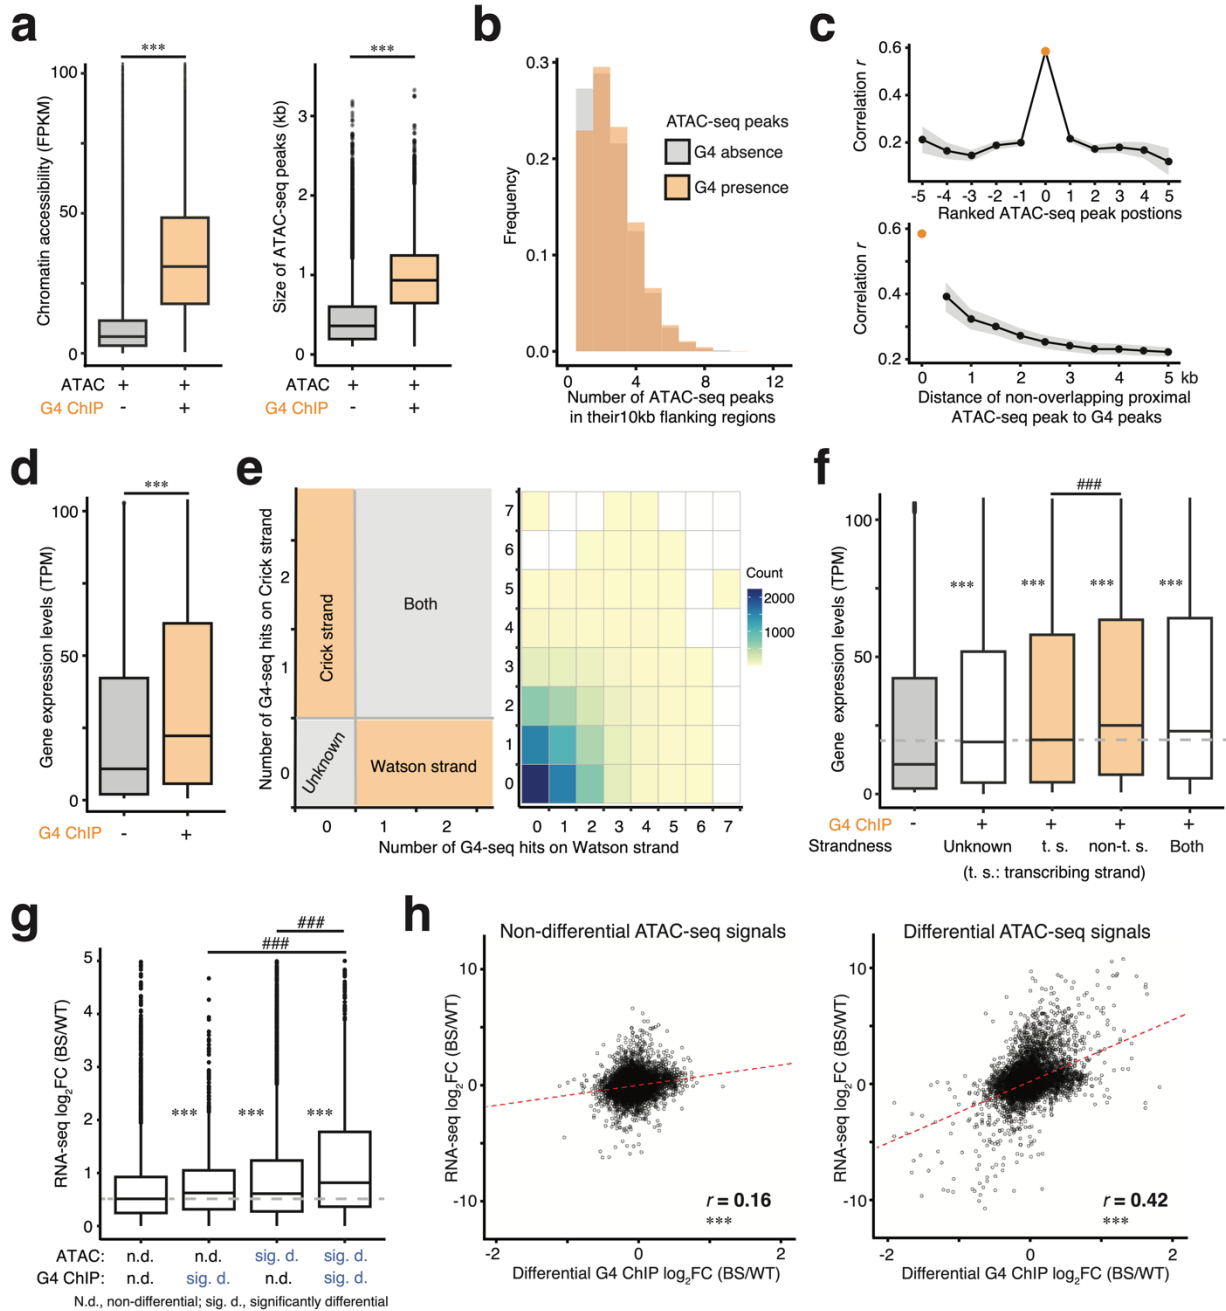 a
***
Chromatin accessibility (FPKM)
100
50
0
ATAC + +
G4 ChIP - +
***
Size of ATAC-seq peaks (kb)
3
2
1
0
ATAC + +
G4 ChIP - +
b
Frequency
0.3
0.2
0.1
0.0
ATAC-seq peaks
G4 absence
G4 presence
0 4 8 12
Number of ATAC-seq peaks
in their10kb flanking regions
c
Correlation r
0.6
0.4
0.2
-5 -4 -3 -2 -1 0 1 2 3 4 5
Ranked ATAC-seq peak postions
Correlation r
0.6
0.4
0.2
0 1 2 3 4 5 kb
Distance of non-overlapping proximal
ATAC-seq peak to G4 peaks
d
***
Gene expression levels (TPM)
100
50
0
G4 ChIP - +
e
Number of G4-seq hits on Crick strand
2
1
0
Crick strand
Both
Unknown
Watson strand
0 1 2
7
6
5
4
3
2
1
0
0 1 2 3 4 5 6 7
Number of G4-seq hits on Watson strand
Count
2000
1000
f
###
*** *** *** ***
Gene expression levels (TPM)
100
50
0
G4 ChIP - + + + +
Strandness Unknown t. s. non-t. s. Both
(t. s.: transcribing strand)
g
###
###
*** *** ***
RNA-seq log2FC (BS/WT)
5
4
3
2
1
0
ATAC: n.d. n.d. sig. d. sig. d.
G4 ChIP: n.d. sig. d. n.d. sig. d.
N.d., non-differential; sig. d., significantly differential
h
Non-differential ATAC-seq signals
RNA-seq log2FC (BS/WT)
10
0
-10
r = 0.16
***
-2 0 2
Differential G4 ChIP log2FC (BS/WT)
Differential ATAC-seq signals
RNA-seq log2FC (BS/WT)
10
0
-10
r = 0.42
***
-2 0 2
Differential G4 ChIP log2FC (BS/WT)